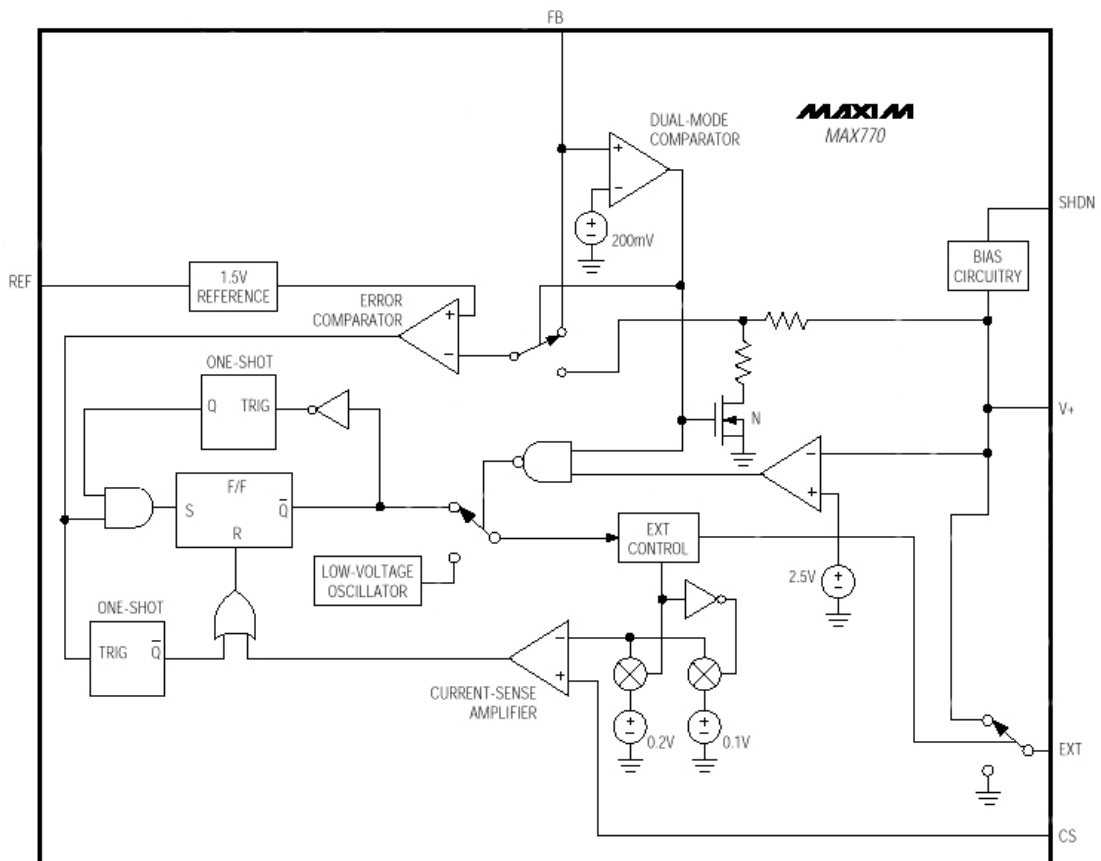 FB
MAXIM
MAX770
DUAL-MODE
COMPARATOR
+
−
+
−
200mV
SHDN
BIAS
CIRCUITRY
REF
1.5V
REFERENCE
ERROR
COMPARATOR
+
−
ONE-SHOT
Q TRIG
N
V+
−
+
F/F
S Q̅
R
EXT
CONTROL
LOW-VOLTAGE
OSCILLATOR
2.5V
+
−
ONE-SHOT
TRIG Q̅
−
+
CURRENT-SENSE
AMPLIFIER
+
−
0.2V
+
−
0.1V
EXT
CS